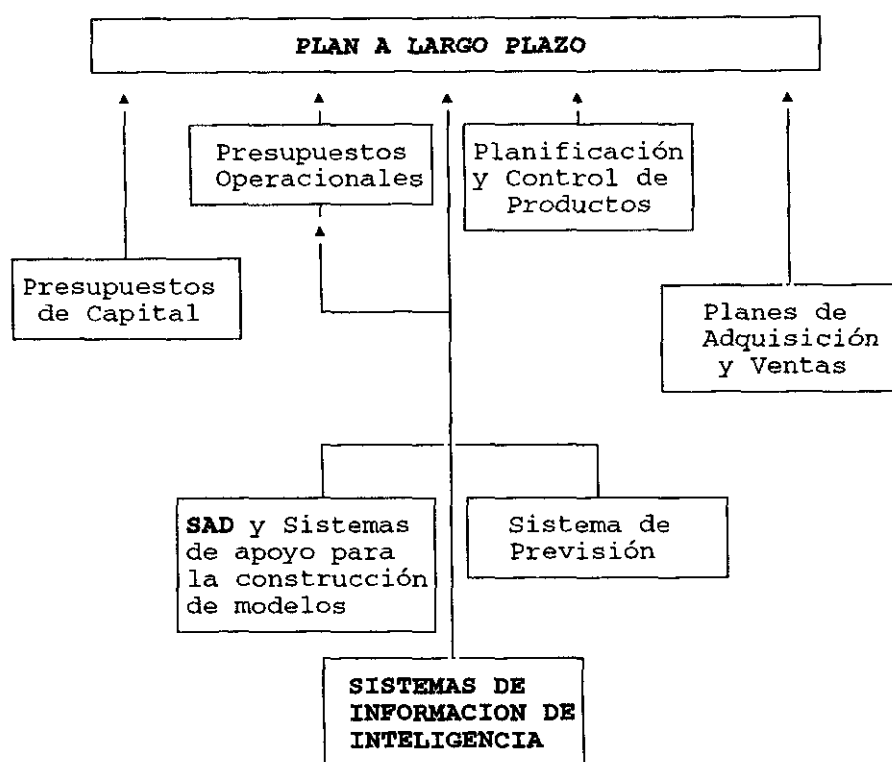 PLAN A LARGO PLAZO
Presupuestos
Operacionales
Planificación
y Control de
Productos
Presupuestos
de Capital
Planes de
Adquisición
y Ventas
SAD y Sistemas
de apoyo para
la construcción
de modelos
Sistema de
Previsión
SISTEMAS DE
INFORMACION DE
INTELIGENCIA